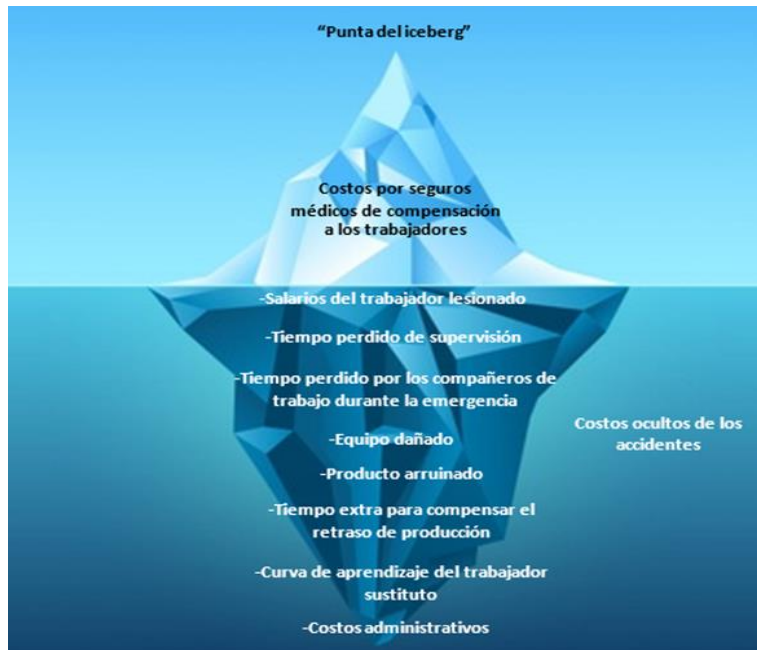 “Punta del iceberg”
Costos por seguros
médicos de compensación
a los trabajadores
-Salarios del trabajador lesionado
-Tiempo perdido de supervisión
-Tiempo perdido por los compañeros de
trabajo durante la emergencia
Costos ocultos de los
accidentes
-Equipo dañado
-Producto arruinado
-Tiempo extra para compensar el
retraso de producción
-Curva de aprendizaje del trabajador
sustituto
-Costos administrativos